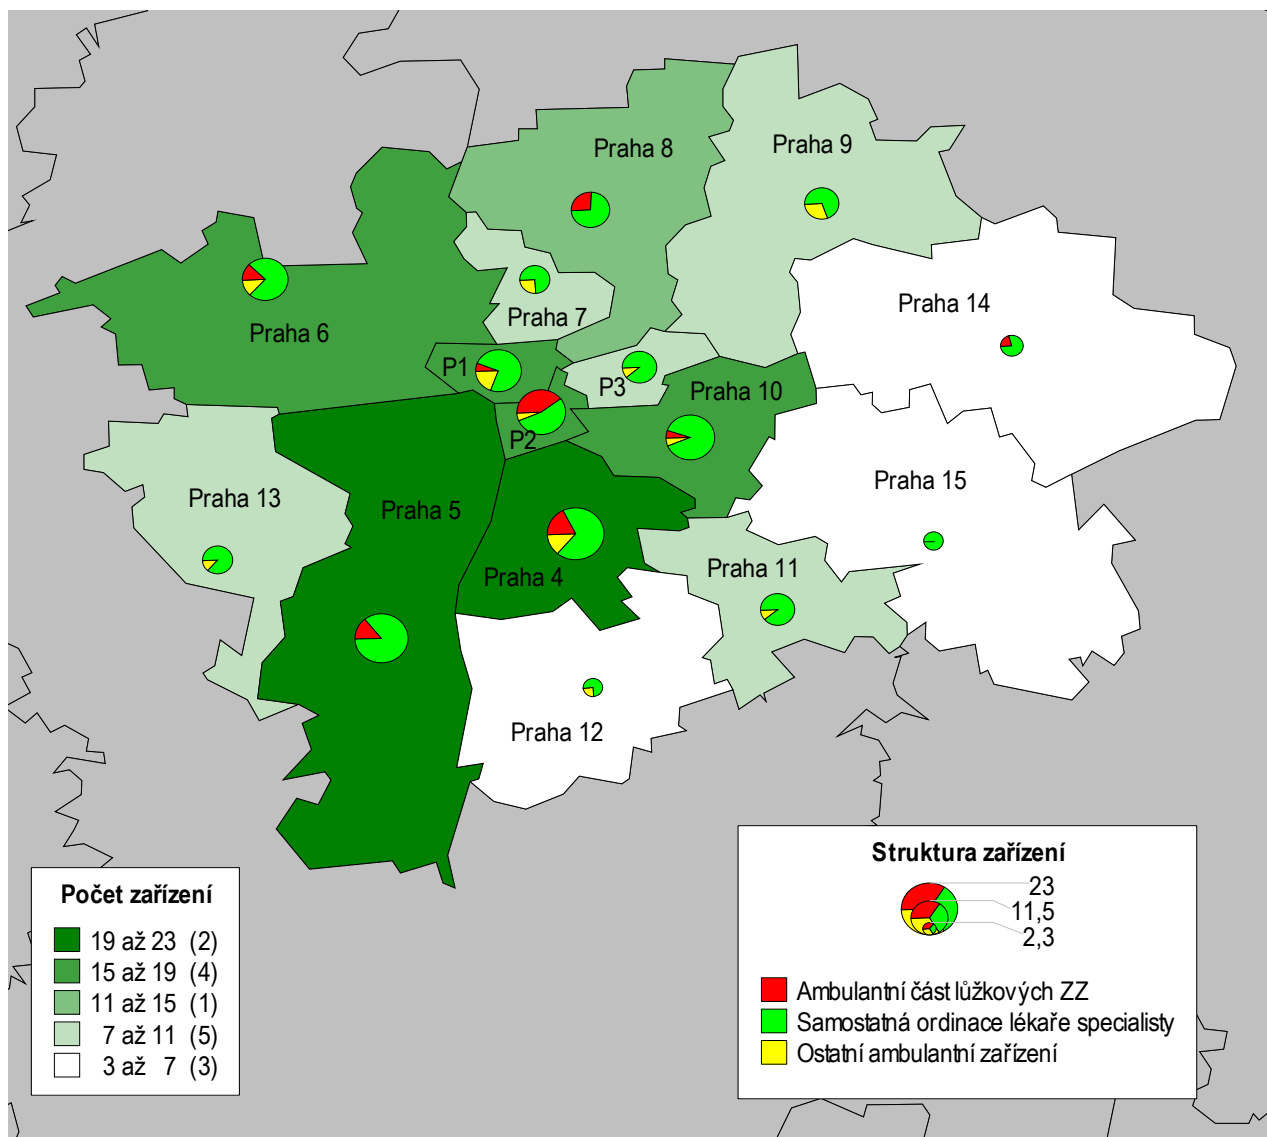 Praha 8
Praha 9
Praha 14
Praha 7
Praha 6
P1
P3
Praha 10
P2
Praha 15
Praha 13
Praha 5
Praha 11
Praha 4
Praha 12
Struktura zařízení
23
11,5
2,3
Ambulantní část lůžkových ZZ
Samostatná ordinace lékaře specialisty
Ostatní ambulantní zařízení
Počet zařízení
19 až 23 (2)
15 až 19 (4)
11 až 15 (1)
7 až 11 (5)
3 až 7 (3)